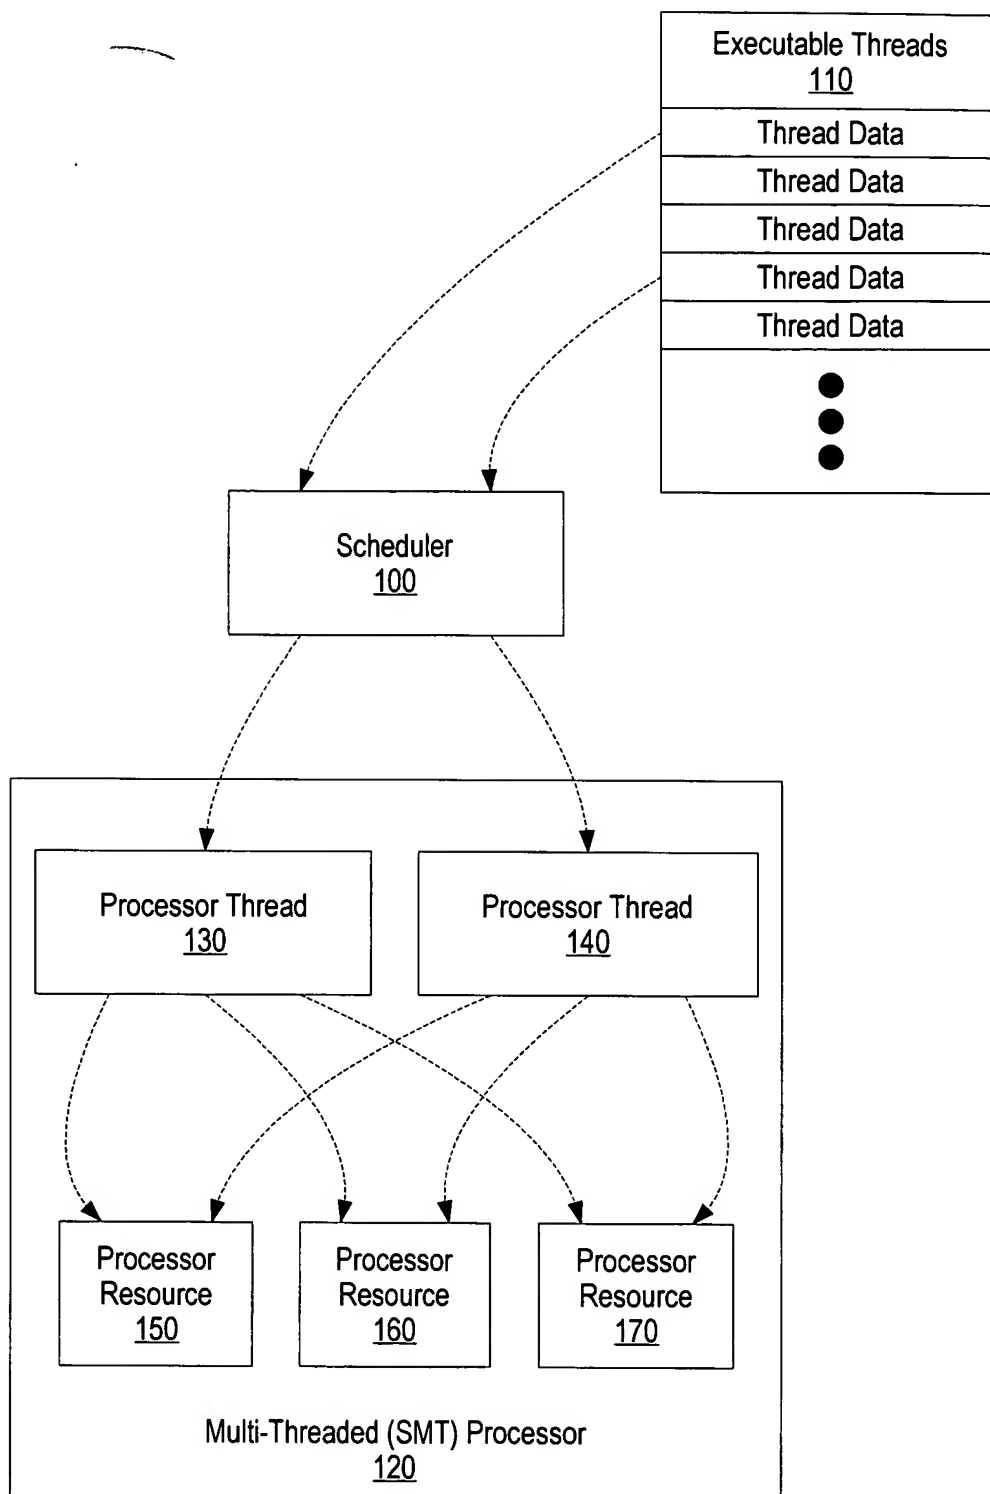 Executable Threads
110
Thread Data
Thread Data
Thread Data
Thread Data
Thread Data
Scheduler
100
Processor Thread
130
Processor Thread
140
Processor
Resource
150
Processor
Resource
160
Processor
Resource
170
Multi-Threaded (SMT) Processor
120